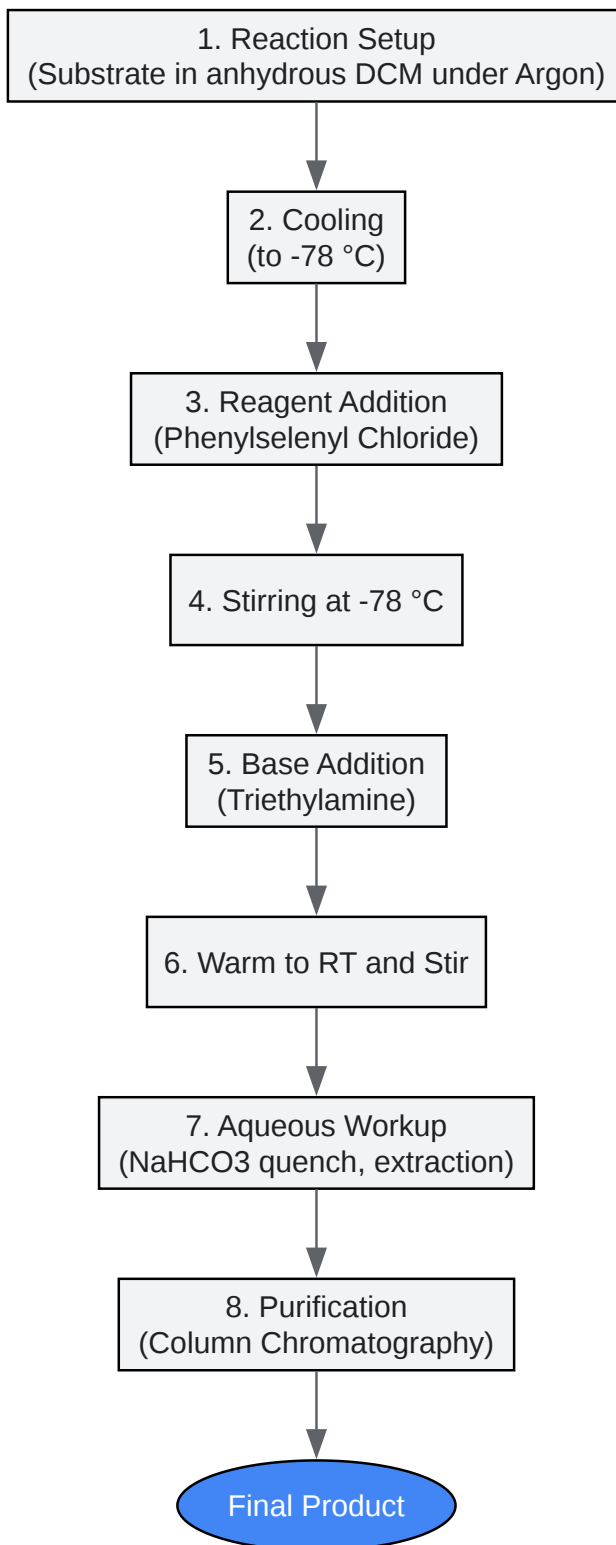 1. Reaction Setup
(Substrate in anhydrous DCM under Argon)
2. Cooling
(to -78 °C)
3. Reagent Addition
(Phenylselenyl Chloride)
4. Stirring at -78 °C
5. Base Addition
(Triethylamine)
6. Warm to RT and Stir
7. Aqueous Workup
(NaHCO3 quench, extraction)
8. Purification
(Column Chromatography)
Final Product